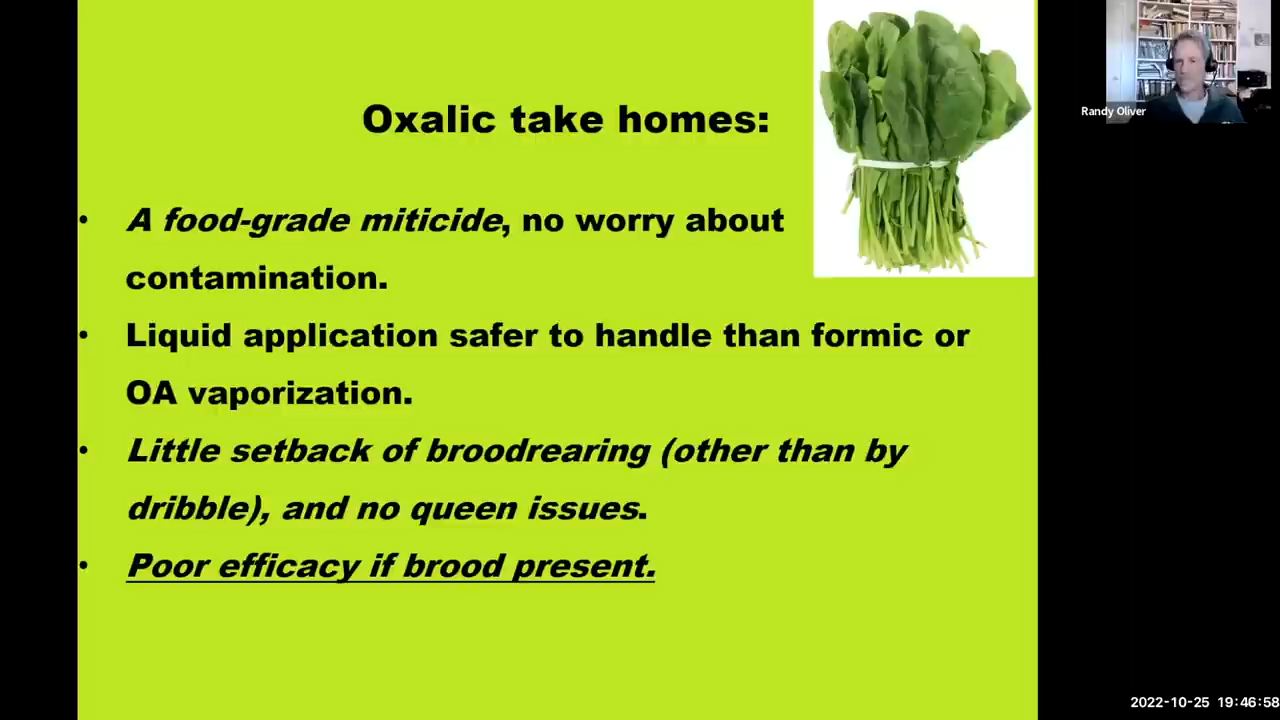 Oxalic take homes:
• A food-grade miticide, no worry about
contamination.
• Liquid application safer to handle than formic or
OA vaporization.
• Little setback of broodrearing (other than by
dribble), and no queen issues.
• Poor efficacy if brood present.
Randy Oliver
2022-10-25 19:46:58